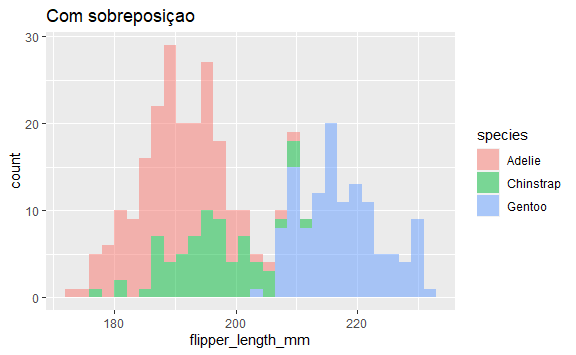 Com sobreposiçao
30
20
10
0
count
180
200
220
flipper_length_mm
species
Adelie
Chinstrap
Gentoo